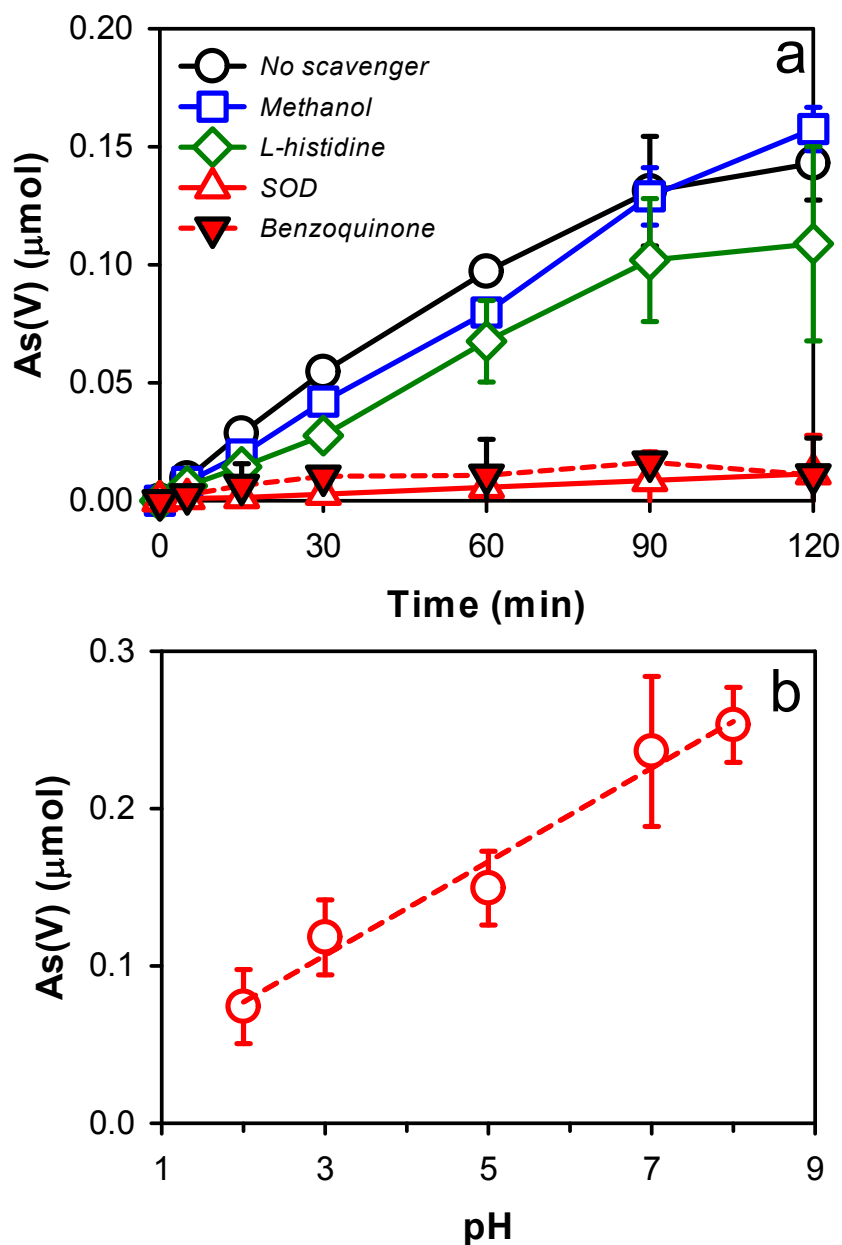 a
No scavenger
Methanol
L-histidine
SOD
Benzoquinone
As(V) (μmol)
0.20
0.15
0.10
0.05
0.00
0 30 60 90 120
Time (min)
b
As(V) (μmol)
0.3
0.2
0.1
0.0
1 3 5 7 9
pH